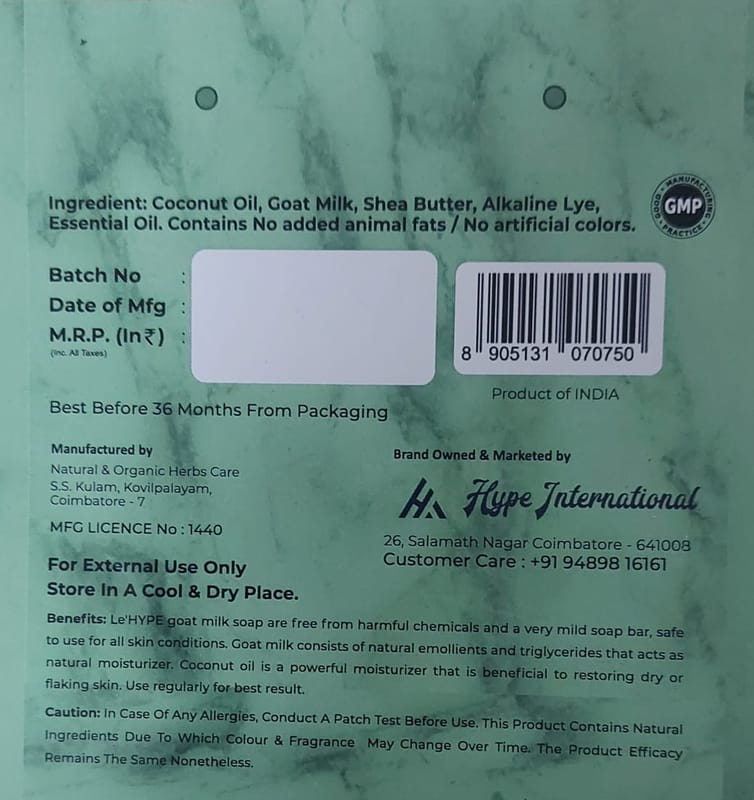 Ingredient: Coconut Oil, Goat Milk, Shea Butter, Alkaline Lye,
Essential Oil. Contains No added animal fats / No artificial colors.
GOOD MANUFACTURING PRACTICE
GMP
Batch No :
Date of Mfg :
M.R.P. (In₹) :
(Inc. All Taxes)
8 905131 070750
Product of INDIA
Best Before 36 Months From Packaging
Manufactured by
Natural & Organic Herbs Care
S.S. Kulam, Kovilpalayam,
Coimbatore - 7
MFG LICENCE No : 1440
Brand Owned & Marketed by
Hype International
26, Salamath Nagar Coimbatore - 641008
Customer Care : +91 94898 16161
For External Use Only
Store In A Cool & Dry Place.
Benefits: Le'HYPE goat milk soap are free from harmful chemicals and a very mild soap bar, safe
to use for all skin conditions. Goat milk consists of natural emollients and triglycerides that acts as
natural moisturizer. Coconut oil is a powerful moisturizer that is beneficial to restoring dry or
flaking skin. Use regularly for best result.
Caution: In Case Of Any Allergies, Conduct A Patch Test Before Use. This Product Contains Natural
Ingredients Due To Which Colour & Fragrance May Change Over Time. The Product Efficacy
Remains The Same Nonetheless.